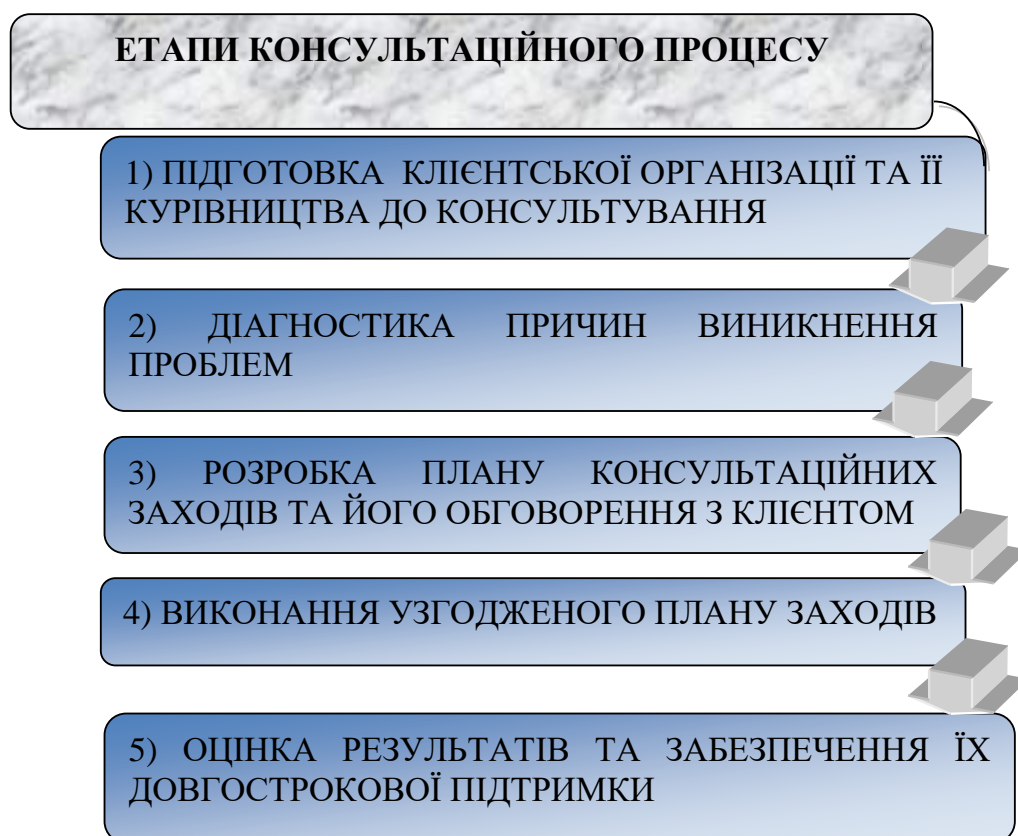 ЕТАПИ КОНСУЛЬТАЦІЙНОГО ПРОЦЕСУ
1) ПІДГОТОВКА КЛІЄНТСЬКОЇ ОРГАНІЗАЦІЇ ТА ЇЇ
КУРІВНИЦТВА ДО КОНСУЛЬТУВАННЯ
2) ДІАГНОСТИКА ПРИЧИН ВИНИКНЕННЯ
ПРОБЛЕМ
3) РОЗРОБКА ПЛАНУ КОНСУЛЬТАЦІЙНИХ
ЗАХОДІВ ТА ЙОГО ОБГОВОРЕННЯ З КЛІЄНТОМ
4) ВИКОНАННЯ УЗГОДЖЕНОГО ПЛАНУ ЗАХОДІВ
5) ОЦІНКА РЕЗУЛЬТАТІВ ТА ЗАБЕЗПЕЧЕННЯ ЇХ
ДОВГОСТРОКОВОЇ ПІДТРИМКИ